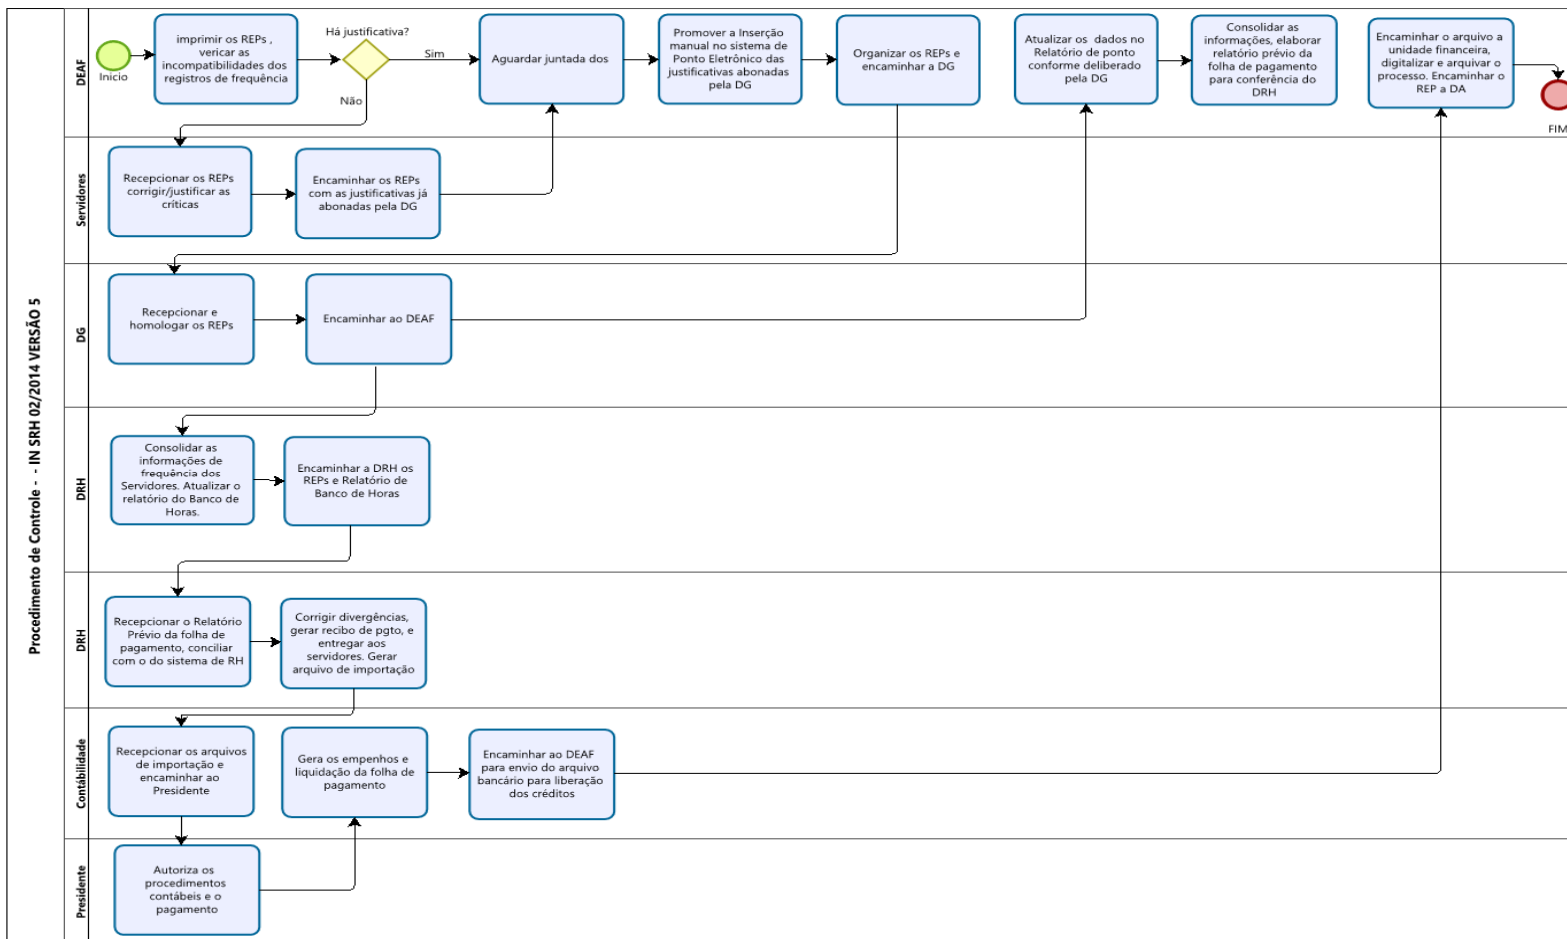 Procedimento de Controle - - IN SRH 02/2014 VERSÃO 5
DEAF
Inicio
imprimir os REPs ,
vericar as
incompatibilidades dos
registros de frequência
Há justificativa?
Sim
Não
Aguardar juntada dos
Promover a Inserção
manual no sistema de
Ponto Eletrônico das
justificativas abonadas
pela DG
Organizar os REPs e
encaminhar a DG
Atualizar os dados no
Relatório de ponto
conforme deliberado
pela DG
Consolidar as
informações, elaborar
relatório prévio da
folha de pagamento
para conferência do
DRH
Encaminhar o arquivo a
unidade financeira,
digitalizar e arquivar o
processo. Encaminhar o
REP a DA
FIM
Servidores
Recepcionar os REPs
corrigir/justificar as
críticas
Encaminhar os REPs
com as justificativas já
abonadas pela DG
DG
Recepcionar e
homologar os REPs
Encaminhar ao DEAF
DRH
Consolidar as
informações de
frequência dos
Servidores. Atualizar o
relatório do Banco de
Horas.
Encaminhar a DRH os
REPs e Relatório de
Banco de Horas
DRH
Recepcionar o Relatório
Prévio da folha de
pagamento, conciliar
com o do sistema de RH
Corrigir divergências,
gerar recibo de pgto, e
entregar aos
servidores. Gerar
arquivo de importação
Contábilidade
Recepcionar os arquivos
de importação e
encaminhar ao
Presidente
Gera os empenhos e
liquidação da folha de
pagamento
Encaminhar ao DEAF
para envio do arquivo
bancário para liberação
dos créditos
Presidente
Autoriza os
procedimentos
contábeis e o
pagamento